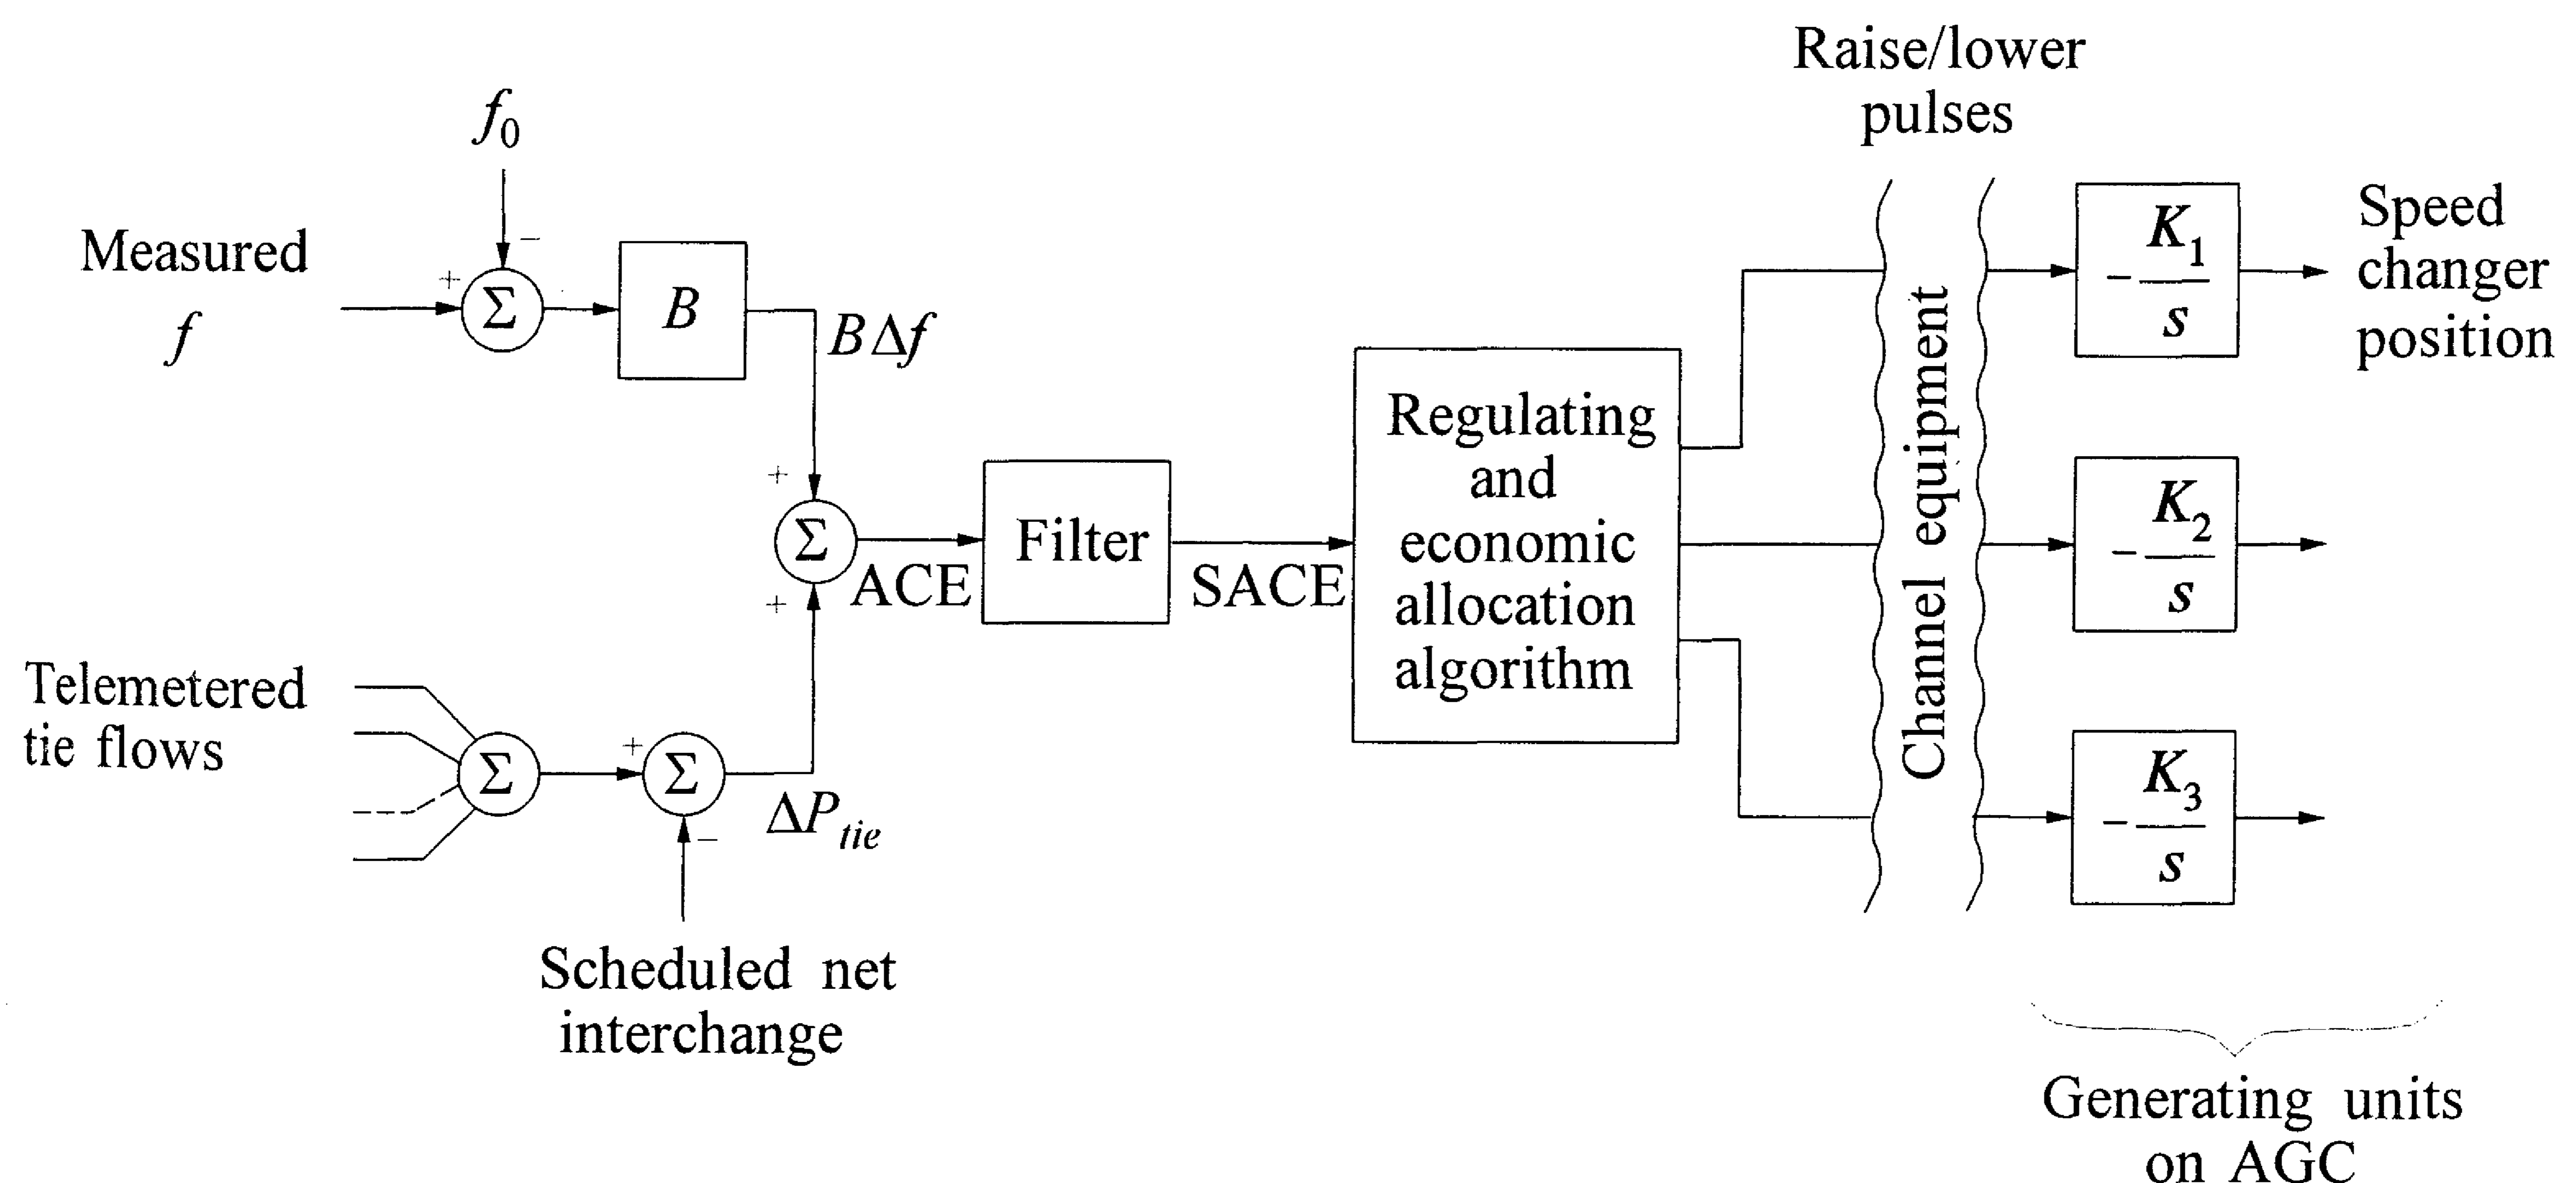 Raise/lower
pulses
f₀
−
Measured
f
+
Σ
B
BΔf
Speed
changer
position
−K₁/s
Regulating
and
economic
allocation
algorithm
Channel equipment
+
Σ
+
ACE
Filter
SACE
−K₂/s
Telemetered
tie flows
Σ
+
Σ
−
ΔP_tie
−K₃/s
Scheduled net
interchange
Generating units
on AGC